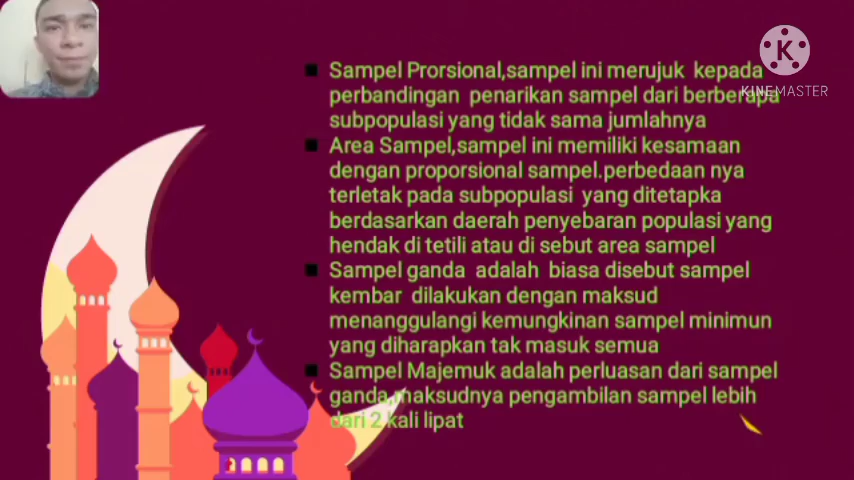 Sampel Prorsional,sampel ini merujuk kepada
perbandingan penarikan sampel dari berberapa
subpopulasi yang tidak sama jumlahnya
Area Sampel,sampel ini memiliki kesamaan
dengan proporsional sampel.perbedaan nya
terletak pada subpopulasi yang ditetapka
berdasarkan daerah penyebaran populasi yang
hendak di tetili atau di sebut area sampel
Sampel ganda adalah biasa disebut sampel
kembar dilakukan dengan maksud
menanggulangi kemungkinan sampel minimun
yang diharapkan tak masuk semua
Sampel Majemuk adalah perluasan dari sampel
ganda,maksudnya pengambilan sampel lebih
dari 2 kali lipat
K
KINEMASTER